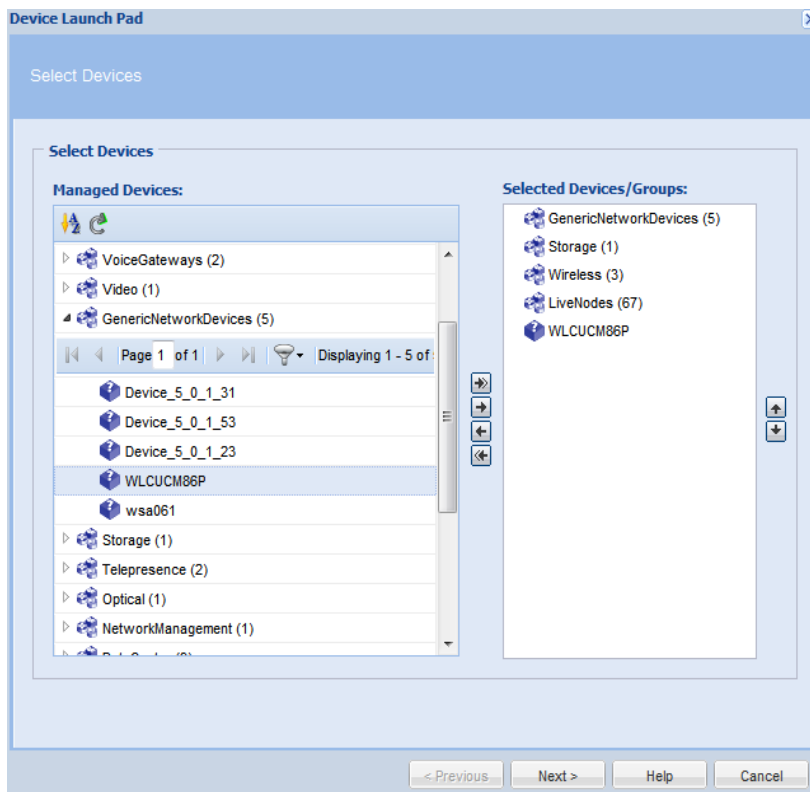 Device Launch Pad
Select Devices
Select Devices
Managed Devices:
VoiceGateways (2)
Video (1)
GenericNetworkDevices (5)
Page 1 of 1 Displaying 1 - 5 of
Device_5_0_1_31
Device_5_0_1_53
Device_5_0_1_23
WLCUCM86P
wsa061
Storage (1)
Telepresence (2)
Optical (1)
NetworkManagement (1)
Selected Devices/Groups:
GenericNetworkDevices (5)
Storage (1)
Wireless (3)
LiveNodes (67)
WLCUCM86P
< Previous
Next >
Help
Cancel